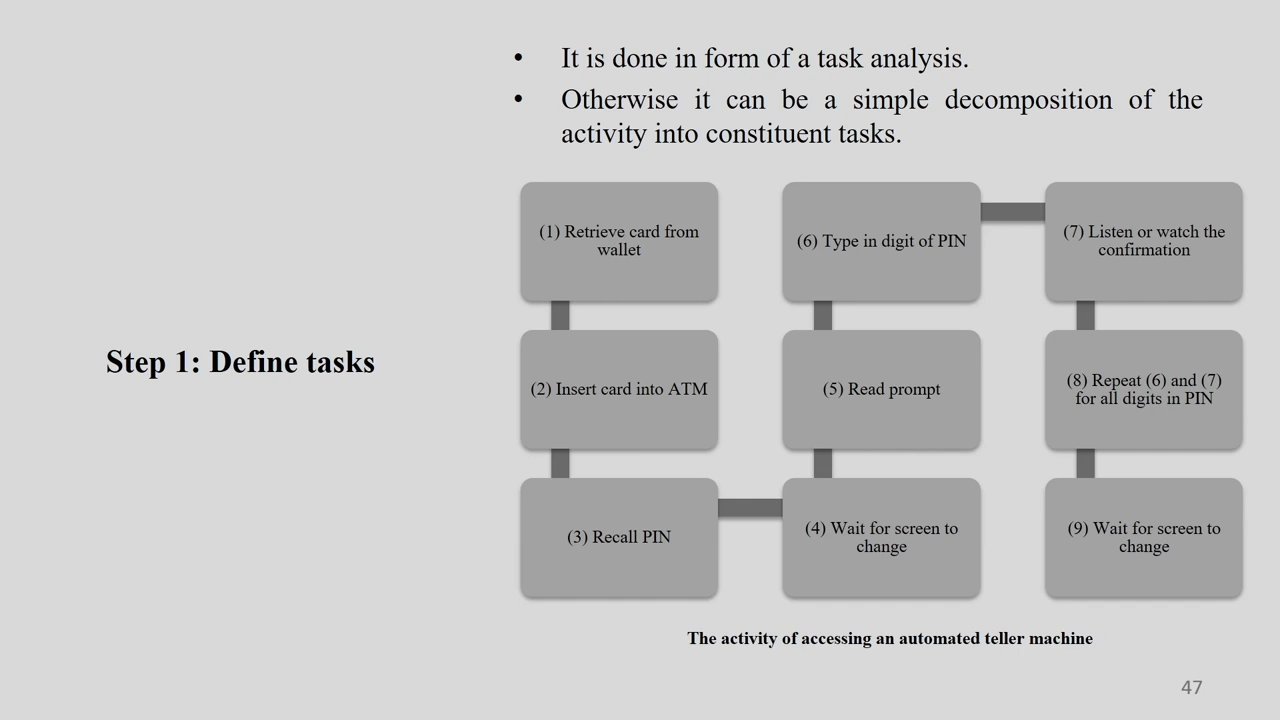 Step 1: Define tasks
• It is done in form of a task analysis.
• Otherwise it can be a simple decomposition of the
activity into constituent tasks.
(1) Retrieve card from
wallet
(2) Insert card into ATM
(3) Recall PIN
(4) Wait for screen to
change
(5) Read prompt
(6) Type in digit of PIN
(7) Listen or watch the
confirmation
(8) Repeat (6) and (7)
for all digits in PIN
(9) Wait for screen to
change
The activity of accessing an automated teller machine
47